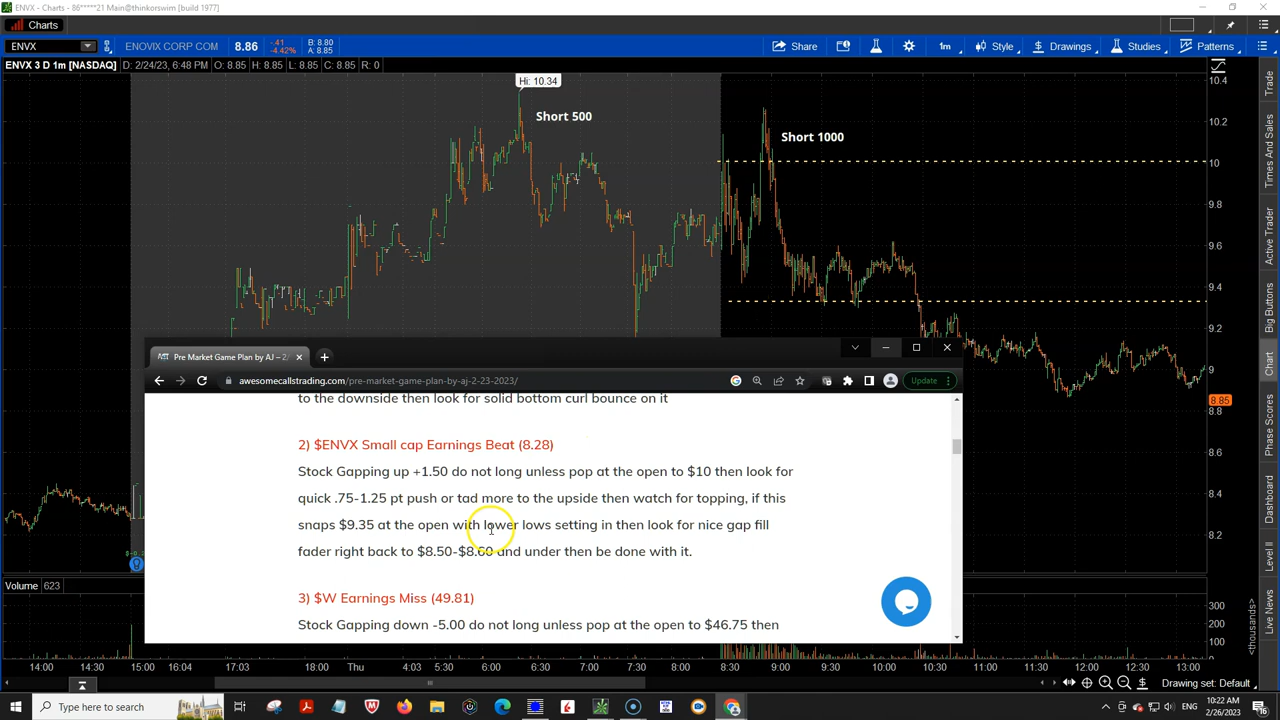 ENVX - Charts - 86*****21 Main@thinkorswim [build 1977]
Charts
ENVX ENOVIX CORP COM 8.86 -.41 -4.42% B: 8.80 A: 8.85 Share 1m Style Drawings Studies Patterns
ENVX 3 D 1m [NASDAQ] D: 2/24/23, 6:48 PM O: 8.85 H: 8.85 L: 8.85 C: 8.85 R: 0
Hi: 10.34
Short 500
Short 1000
10.4
10.2
10
9.8
9.6
9.4
9.2
9
8.85
8.8
8.6
8.4
8.2
Trade
Times And Sales
Active Trader
Big Buttons
Chart
Phase Scores
Level II
Live News
Pre Market Game Plan by AJ – 2/
awesomecallstrading.com/pre-market-game-plan-by-aj-2-23-2023/
Update
to the downside then look for solid bottom curl bounce on it
2) $ENVX Small cap Earnings Beat (8.28)
Stock Gapping up +1.50 do not long unless pop at the open to $10 then look for
quick .75-1.25 pt push or tad more to the upside then watch for topping, if this
snaps $9.35 at the open with lower lows setting in then look for nice gap fill
fader right back to $8.50-$8.60 and under then be done with it.
3) $W Earnings Miss (49.81)
Stock Gapping down -5.00 do not long unless pop at the open to $46.75 then
Volume 623
300
200
100
<thousands>
14:00 14:30 15:00 16:04 17:03 18:00 Thu 4:03 5:30 6:00 6:30 7:00 7:30 8:00 8:30 9:00 9:30 10:00 10:30 11:00 11:30 12:00 12:30 13:00
Drawing set: Default
Type here to search
ENG
10:22 AM
2/26/2023